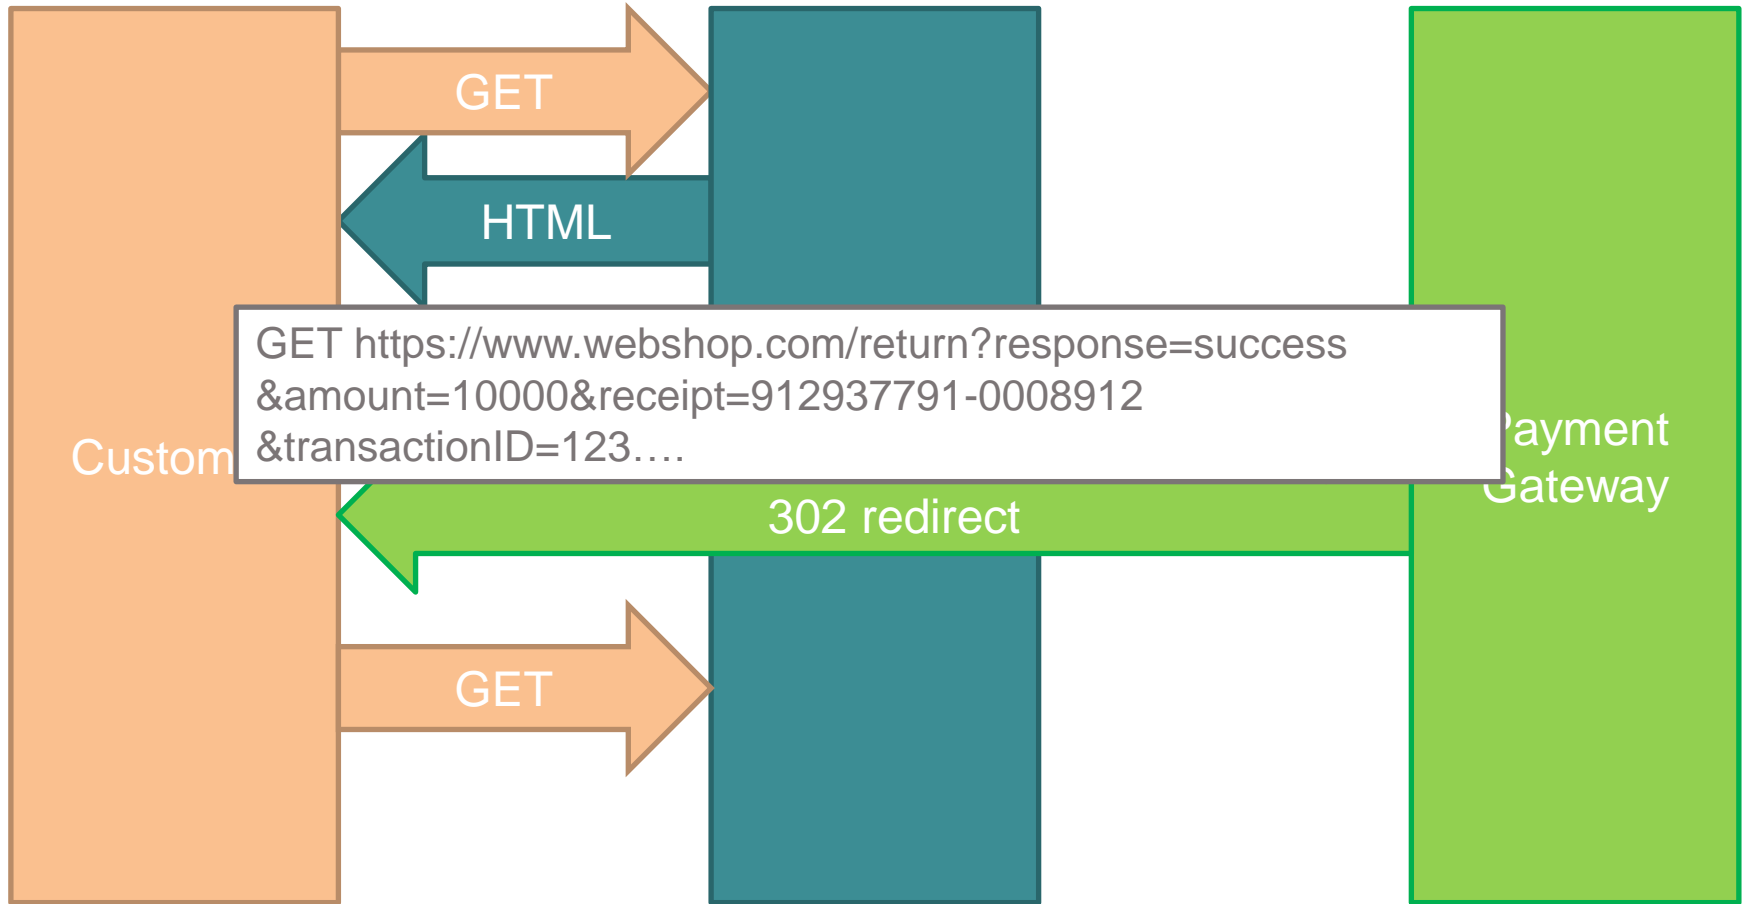 GET
HTML
GET https://www.webshop.com/return?response=success
&amount=10000&receipt=912937791-0008912
&transactionID=123....
Custom
ayment
Gateway
302 redirect
GET